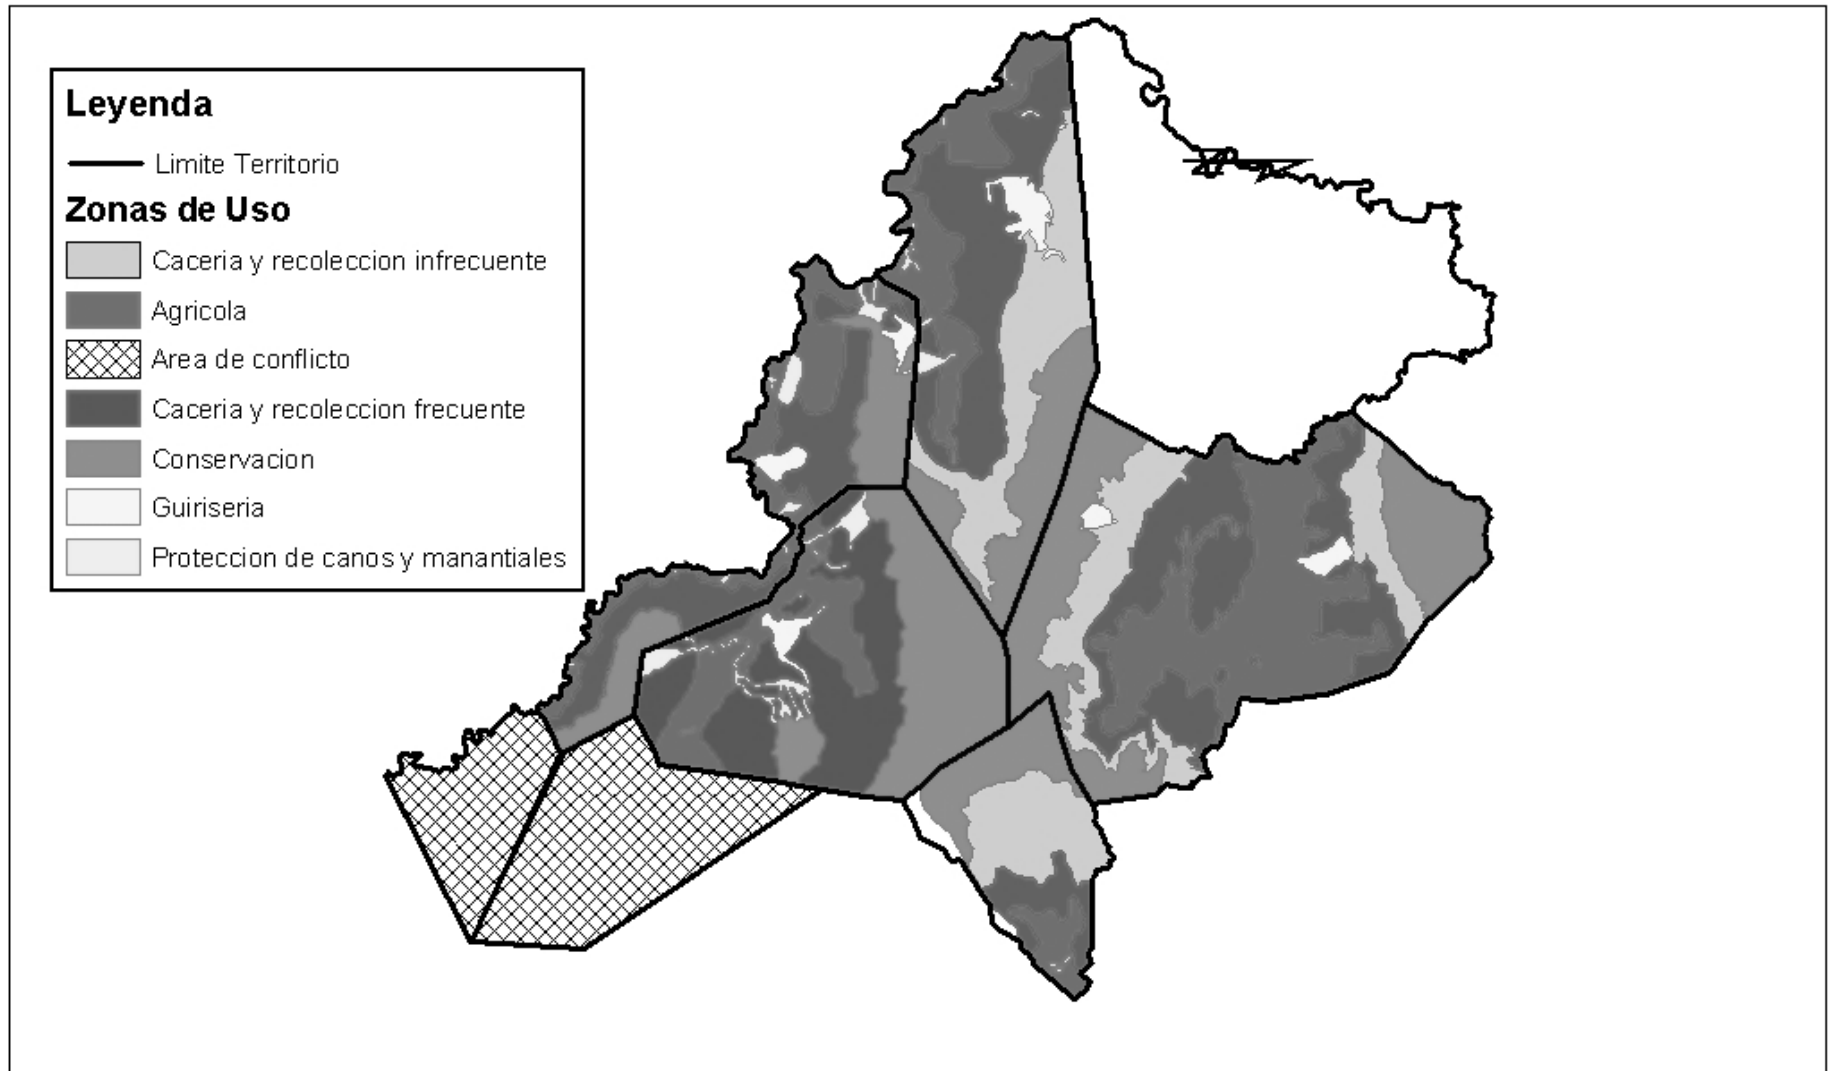 Leyenda
Limite Territorio
Zonas de Uso
Caceria y recoleccion infrecuente
Agricola
Area de conflicto
Caceria y recoleccion frecuente
Conservacion
Guiriseria
Proteccion de canos y manantiales